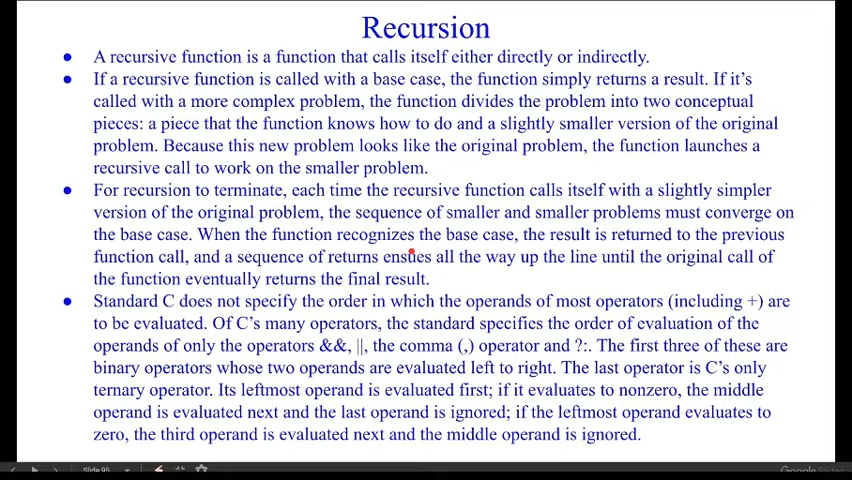 Recursion
● A recursive function is a function that calls itself either directly or indirectly.
● If a recursive function is called with a base case, the function simply returns a result. If it's
called with a more complex problem, the function divides the problem into two conceptual
pieces: a piece that the function knows how to do and a slightly smaller version of the original
problem. Because this new problem looks like the original problem, the function launches a
recursive call to work on the smaller problem.
● For recursion to terminate, each time the recursive function calls itself with a slightly simpler
version of the original problem, the sequence of smaller and smaller problems must converge on
the base case. When the function recognizes the base case, the result is returned to the previous
function call, and a sequence of returns ensues all the way up the line until the original call of
the function eventually returns the final result.
● Standard C does not specify the order in which the operands of most operators (including +) are
to be evaluated. Of C's many operators, the standard specifies the order of evaluation of the
operands of only the operators &&, ||, the comma (,) operator and ?:. The first three of these are
binary operators whose two operands are evaluated left to right. The last operator is C's only
ternary operator. Its leftmost operand is evaluated first; if it evaluates to nonzero, the middle
operand is evaluated next and the last operand is ignored; if the leftmost operand evaluates to
zero, the third operand is evaluated next and the middle operand is ignored.
Slide 95
Google Slides